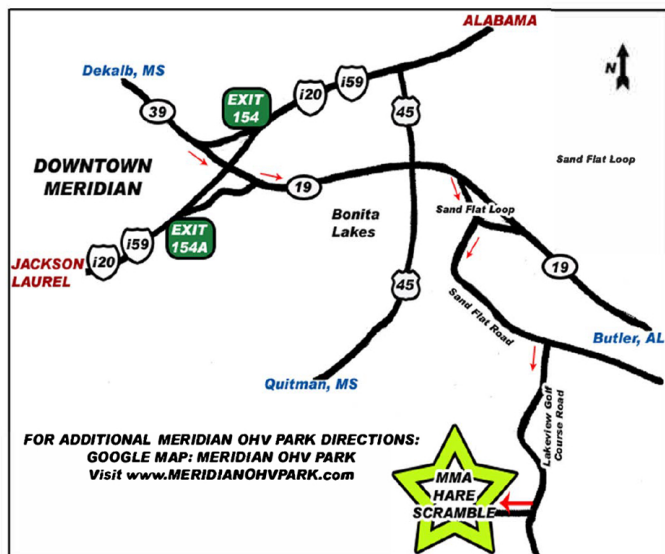 ALABAMA
Dekalb, MS
39
EXIT
154
i20
i59
45
N
DOWNTOWN
MERIDIAN
Sand Flat Loop
19
Bonita
Lakes
Sand Flat Loop
EXIT
154A
i59
i20
JACKSON
LAUREL
45
19
Sand Flat Road
Butler, AL
Quitman, MS
Lakeview Golf
Course Road
FOR ADDITIONAL MERIDIAN OHV PARK DIRECTIONS:
GOOGLE MAP: MERIDIAN OHV PARK
Visit www.MERIDIANOHVPARK.com
MMA
HARE
SCRAMBLE